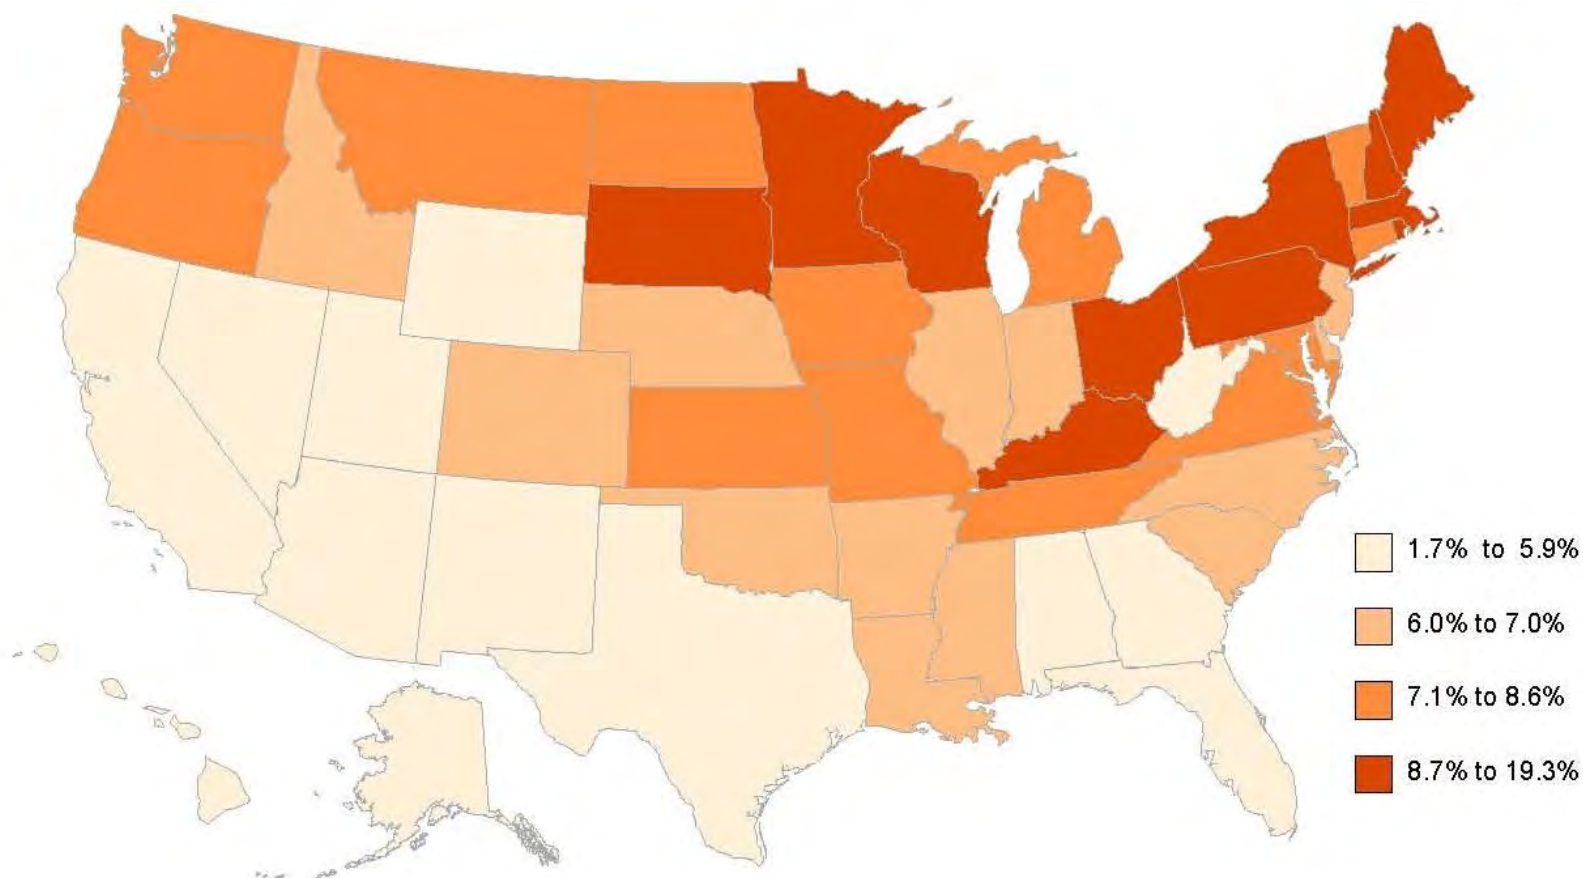 1.7% to 5.9%
6.0% to 7.0%
7.1% to 8.6%
8.7% to 19.3%